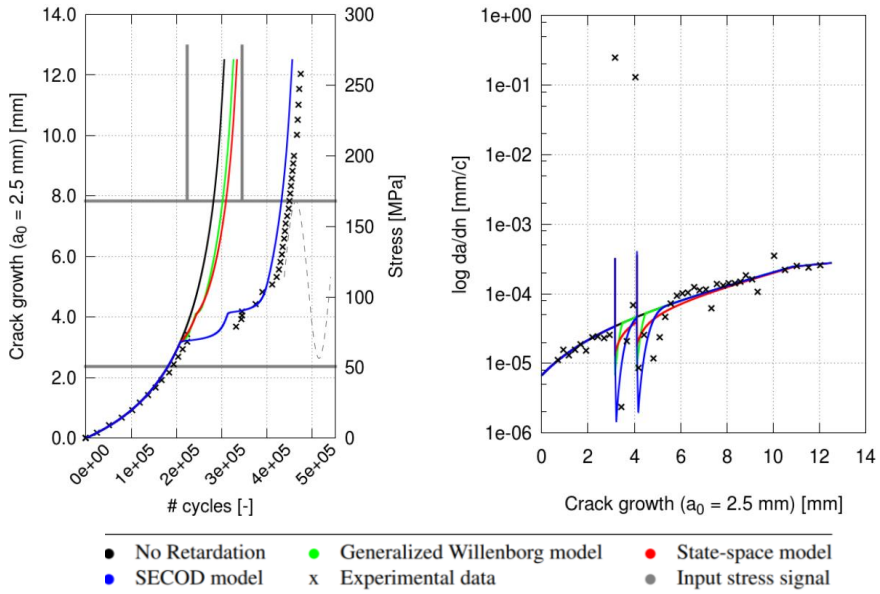 14.0
12.0
10.0
8.0
6.0
4.0
2.0
0.0
Crack growth (a0 = 2.5 mm) [mm]
300
250
200
150
100
50
0
Stress [MPa]
0e+00
1e+05
2e+05
3e+05
4e+05
5e+05
# cycles [-]
1e+00
1e-01
1e-02
1e-03
1e-04
1e-05
1e-06
log da/dn [mm/c]
0 2 4 6 8 10 12 14
Crack growth (a0 = 2.5 mm) [mm]
No Retardation Generalized Willenborg model State-space model
SECOD model x Experimental data Input stress signal